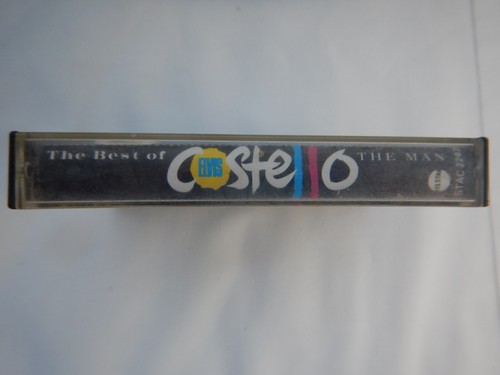 The Best of
ELVIS
Costello
THE MAN